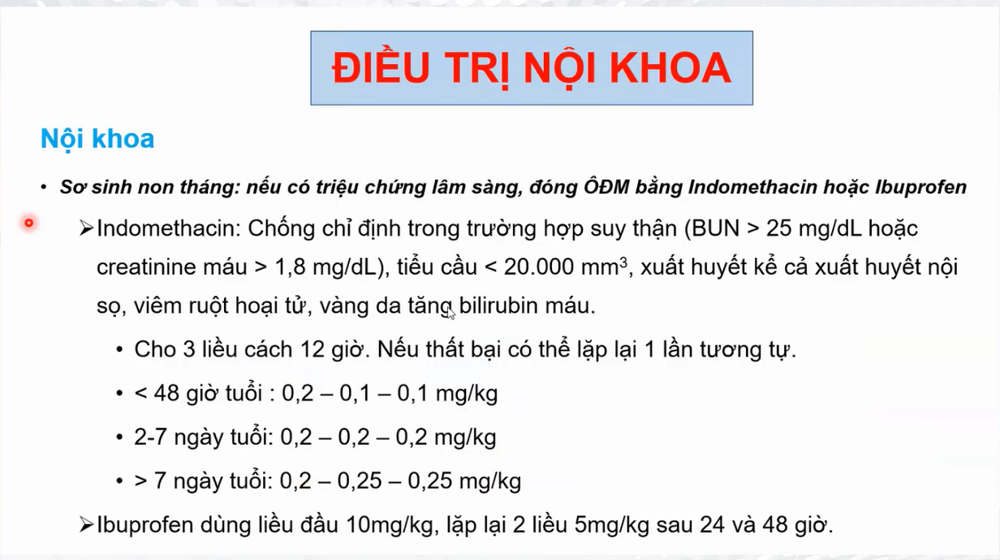 ĐIỀU TRỊ NỘI KHOA
Nội khoa
• Sơ sinh non tháng: nếu có triệu chứng lâm sàng, đóng ÔĐM bằng Indomethacin hoặc Ibuprofen
➢Indomethacin: Chống chỉ định trong trường hợp suy thận (BUN > 25 mg/dL hoặc
creatinine máu > 1,8 mg/dL), tiểu cầu < 20.000 mm³, xuất huyết kể cả xuất huyết nội
sọ, viêm ruột hoại tử, vàng da tăng bilirubin máu.
• Cho 3 liều cách 12 giờ. Nếu thất bại có thể lặp lại 1 lần tương tự.
• < 48 giờ tuổi : 0,2 – 0,1 – 0,1 mg/kg
• 2-7 ngày tuổi: 0,2 – 0,2 – 0,2 mg/kg
• > 7 ngày tuổi: 0,2 – 0,25 – 0,25 mg/kg
➢Ibuprofen dùng liều đầu 10mg/kg, lặp lại 2 liều 5mg/kg sau 24 và 48 giờ.